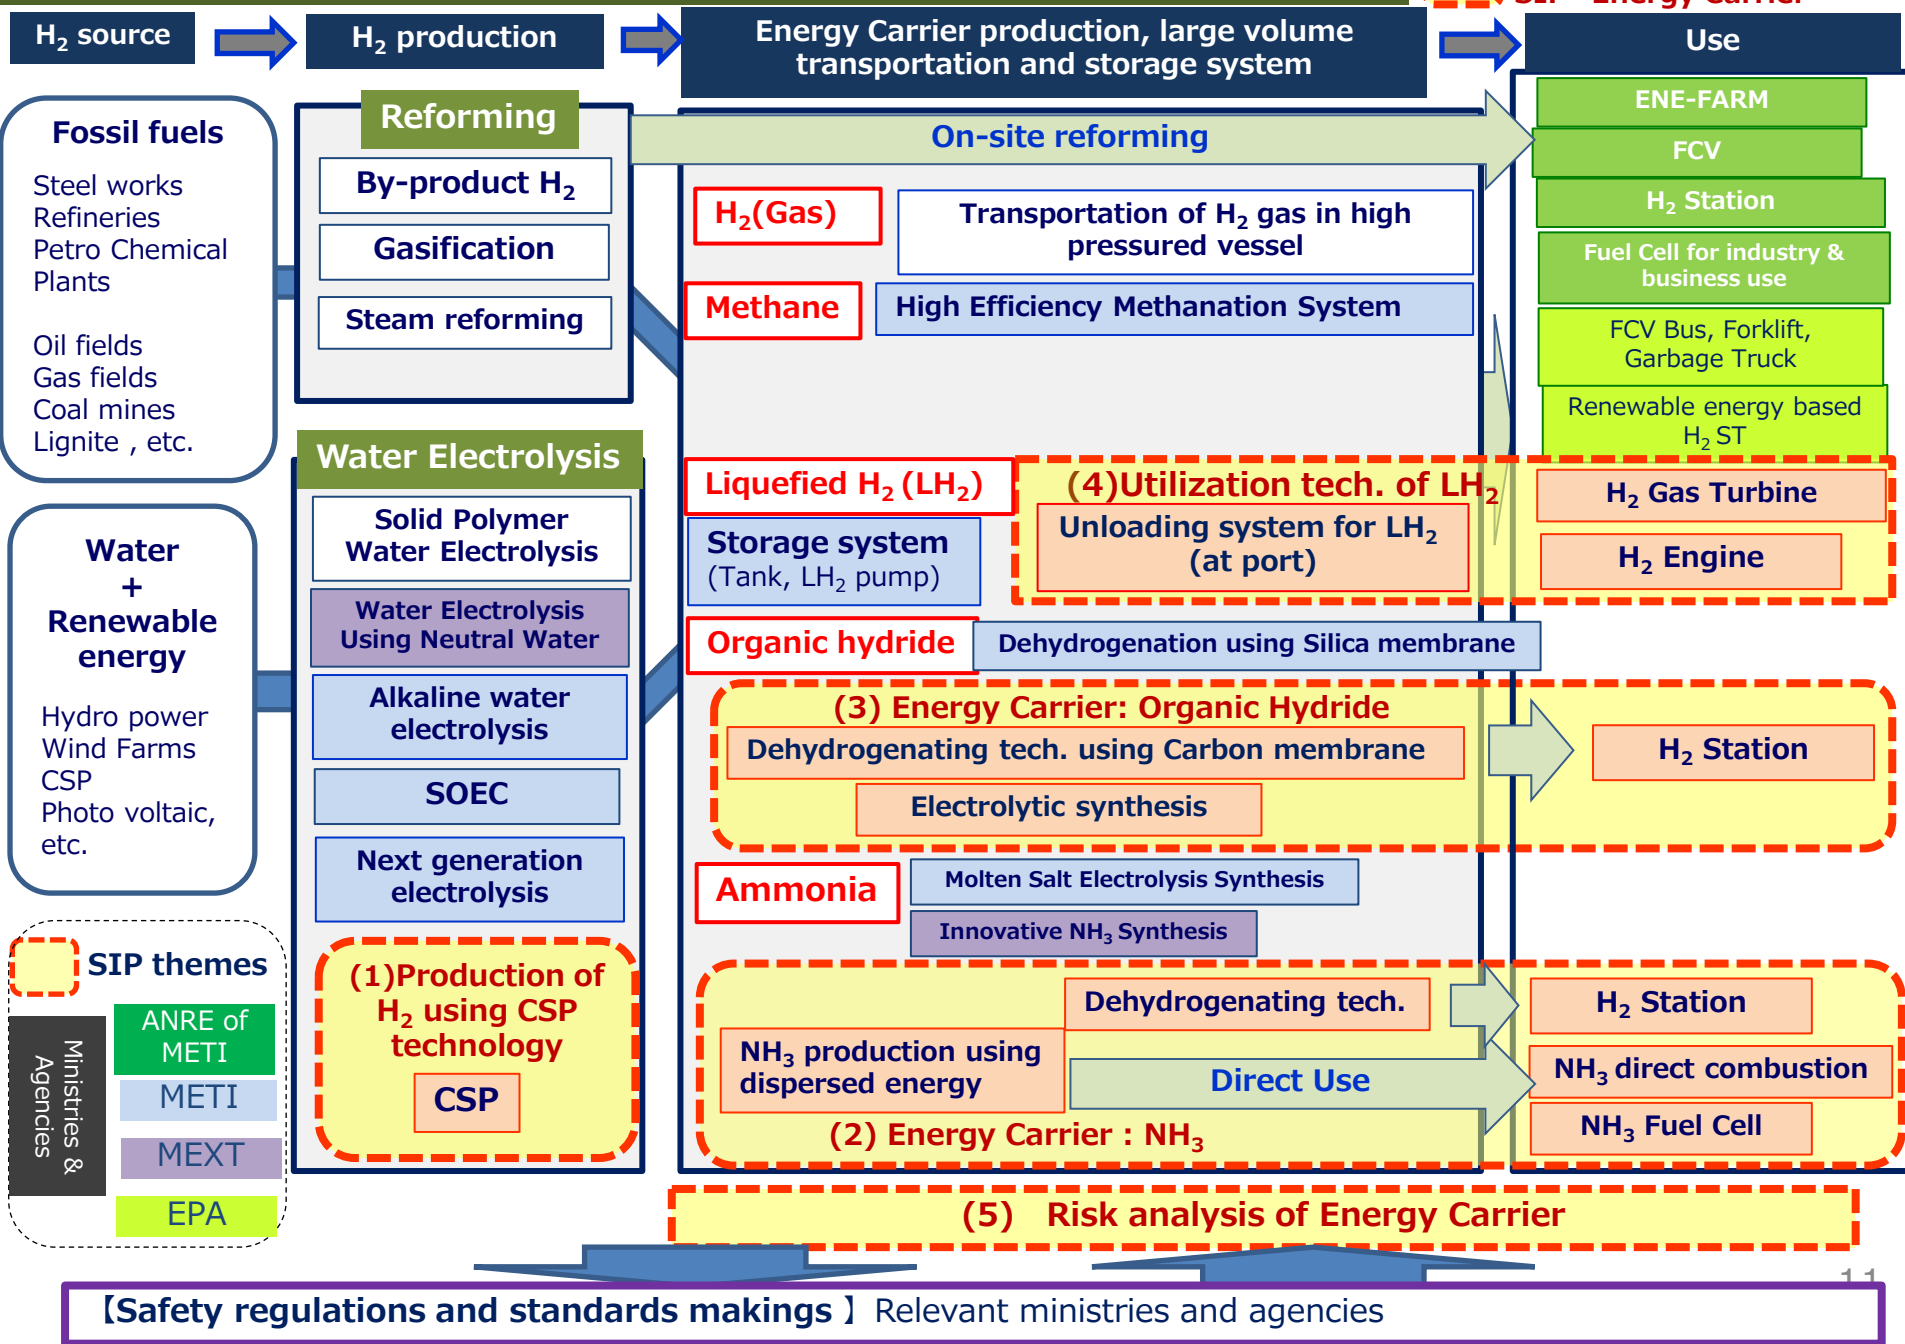 SIP "Energy Carrier"
H₂ source
H₂ production
Energy Carrier production, large volume
transportation and storage system
Use
Fossil fuels
Steel works
Refineries
Petro Chemical
Plants
Oil fields
Gas fields
Coal mines
Lignite , etc.
Water
+
Renewable
energy
Hydro power
Wind Farms
CSP
Photo voltaic,
etc.
SIP themes
Ministries &
Agencies
ANRE of
METI
METI
MEXT
EPA
Reforming
By-product H₂
Gasification
Steam reforming
Water Electrolysis
Solid Polymer
Water Electrolysis
Water Electrolysis
Using Neutral Water
Alkaline water
electrolysis
SOEC
Next generation
electrolysis
(1)Production of
H₂ using CSP
technology
CSP
On-site reforming
H₂(Gas)
Transportation of H₂ gas in high
pressured vessel
Methane
High Efficiency Methanation System
Liquefied H₂ (LH₂)
(4)Utilization tech. of LH₂
Storage system
(Tank, LH₂ pump)
Unloading system for LH₂
(at port)
Organic hydride
Dehydrogenation using Silica membrane
(3) Energy Carrier: Organic Hydride
Dehydrogenating tech. using Carbon membrane
Electrolytic synthesis
Ammonia
Molten Salt Electrolysis Synthesis
Innovative NH₃ Synthesis
Dehydrogenating tech.
NH₃ production using
dispersed energy
Direct Use
(2) Energy Carrier : NH₃
ENE-FARM
FCV
H₂ Station
Fuel Cell for industry &
business use
FCV Bus, Forklift,
Garbage Truck
Renewable energy based
H₂ ST
H₂ Gas Turbine
H₂ Engine
H₂ Station
H₂ Station
NH₃ direct combustion
NH₃ Fuel Cell
(5) Risk analysis of Energy Carrier
11
【Safety regulations and standards makings 】Relevant ministries and agencies